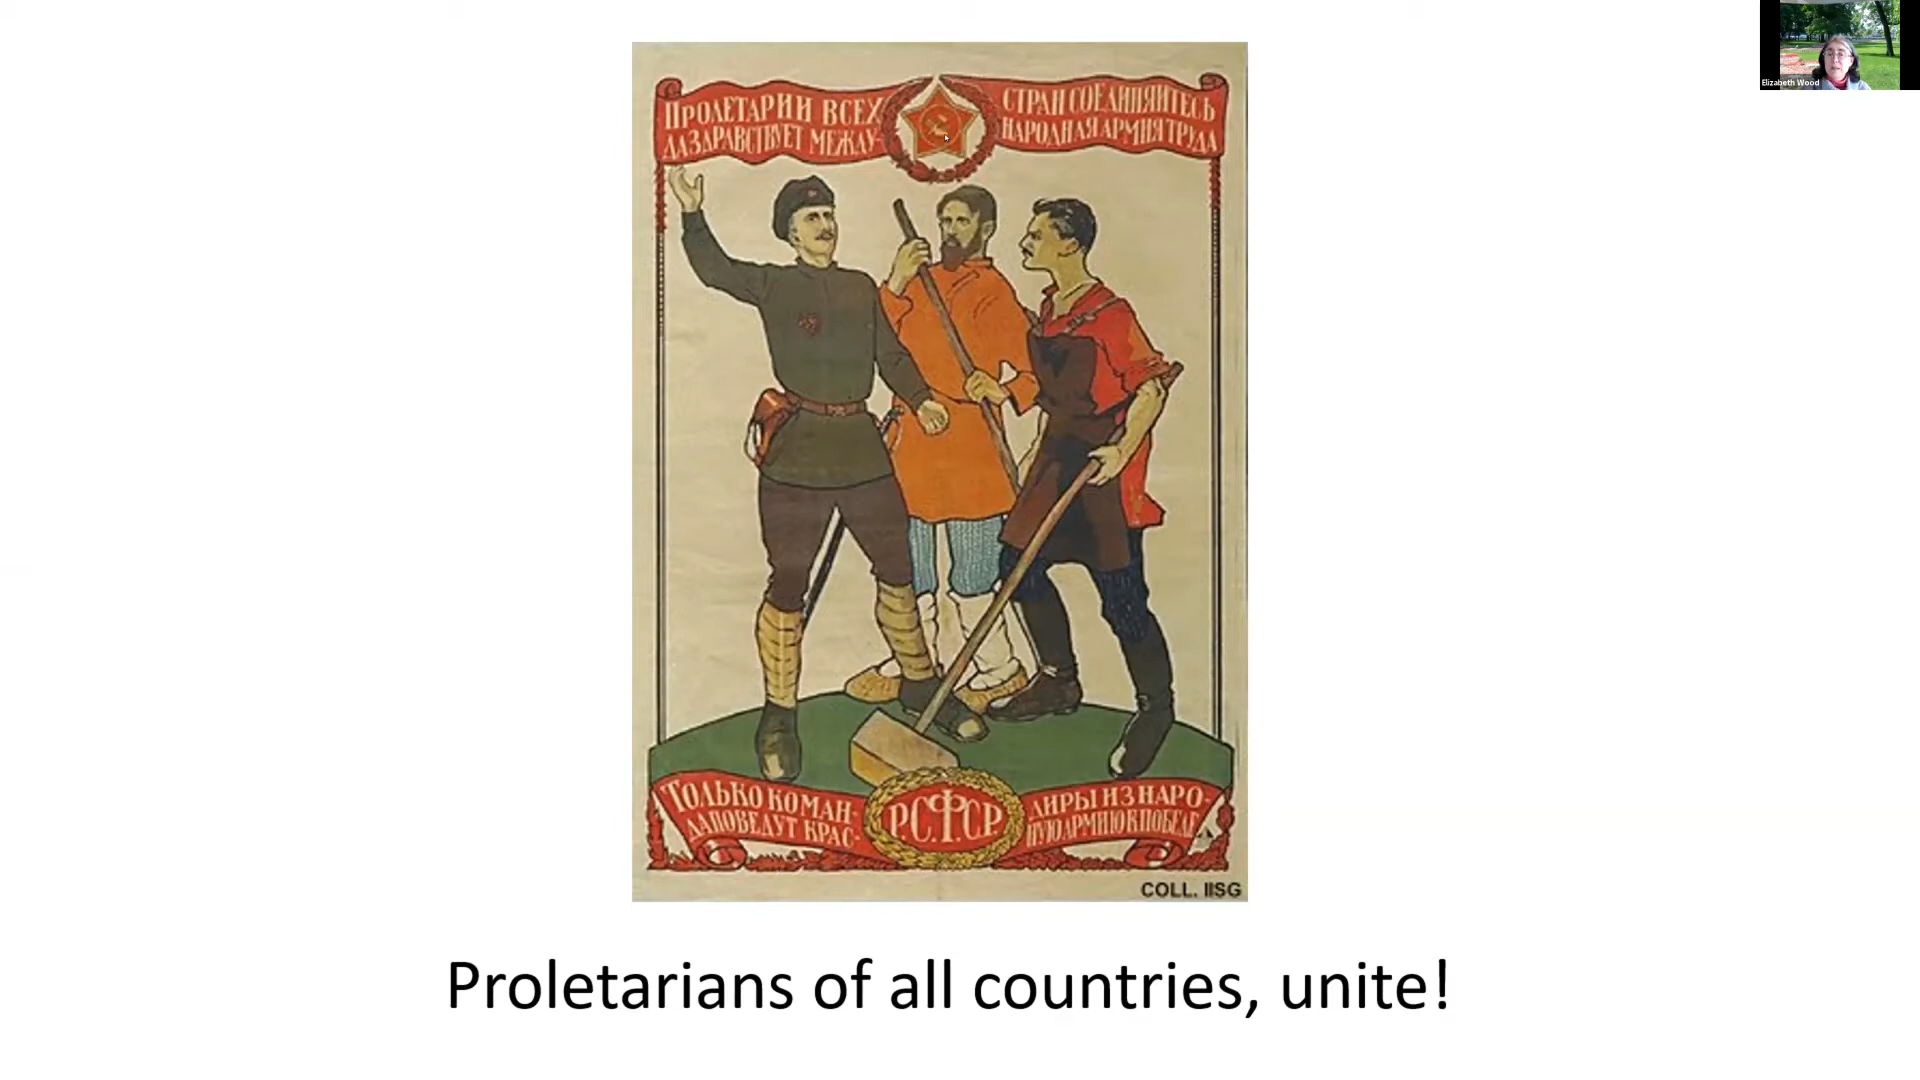 Elizabeth Wood
ПРОЛЕТАРИИ ВСЕХ
СТРАН СОЕДИНЯЙТЕСЬ
ДА ЗДРАВСТВУЕТ МЕЖДУ-
НАРОДНАЯ АРМИЯ ТРУДА
ТОЛЬКО КОМАН-
ДИРЫ ИЗ НАРО-
ДА ПОВЕДУТ КРАС-
НУЮ АРМИЮ К ПОБЕДЕ
Р.С.Ф.С.Р.
COLL. IISG
Proletarians of all countries, unite!